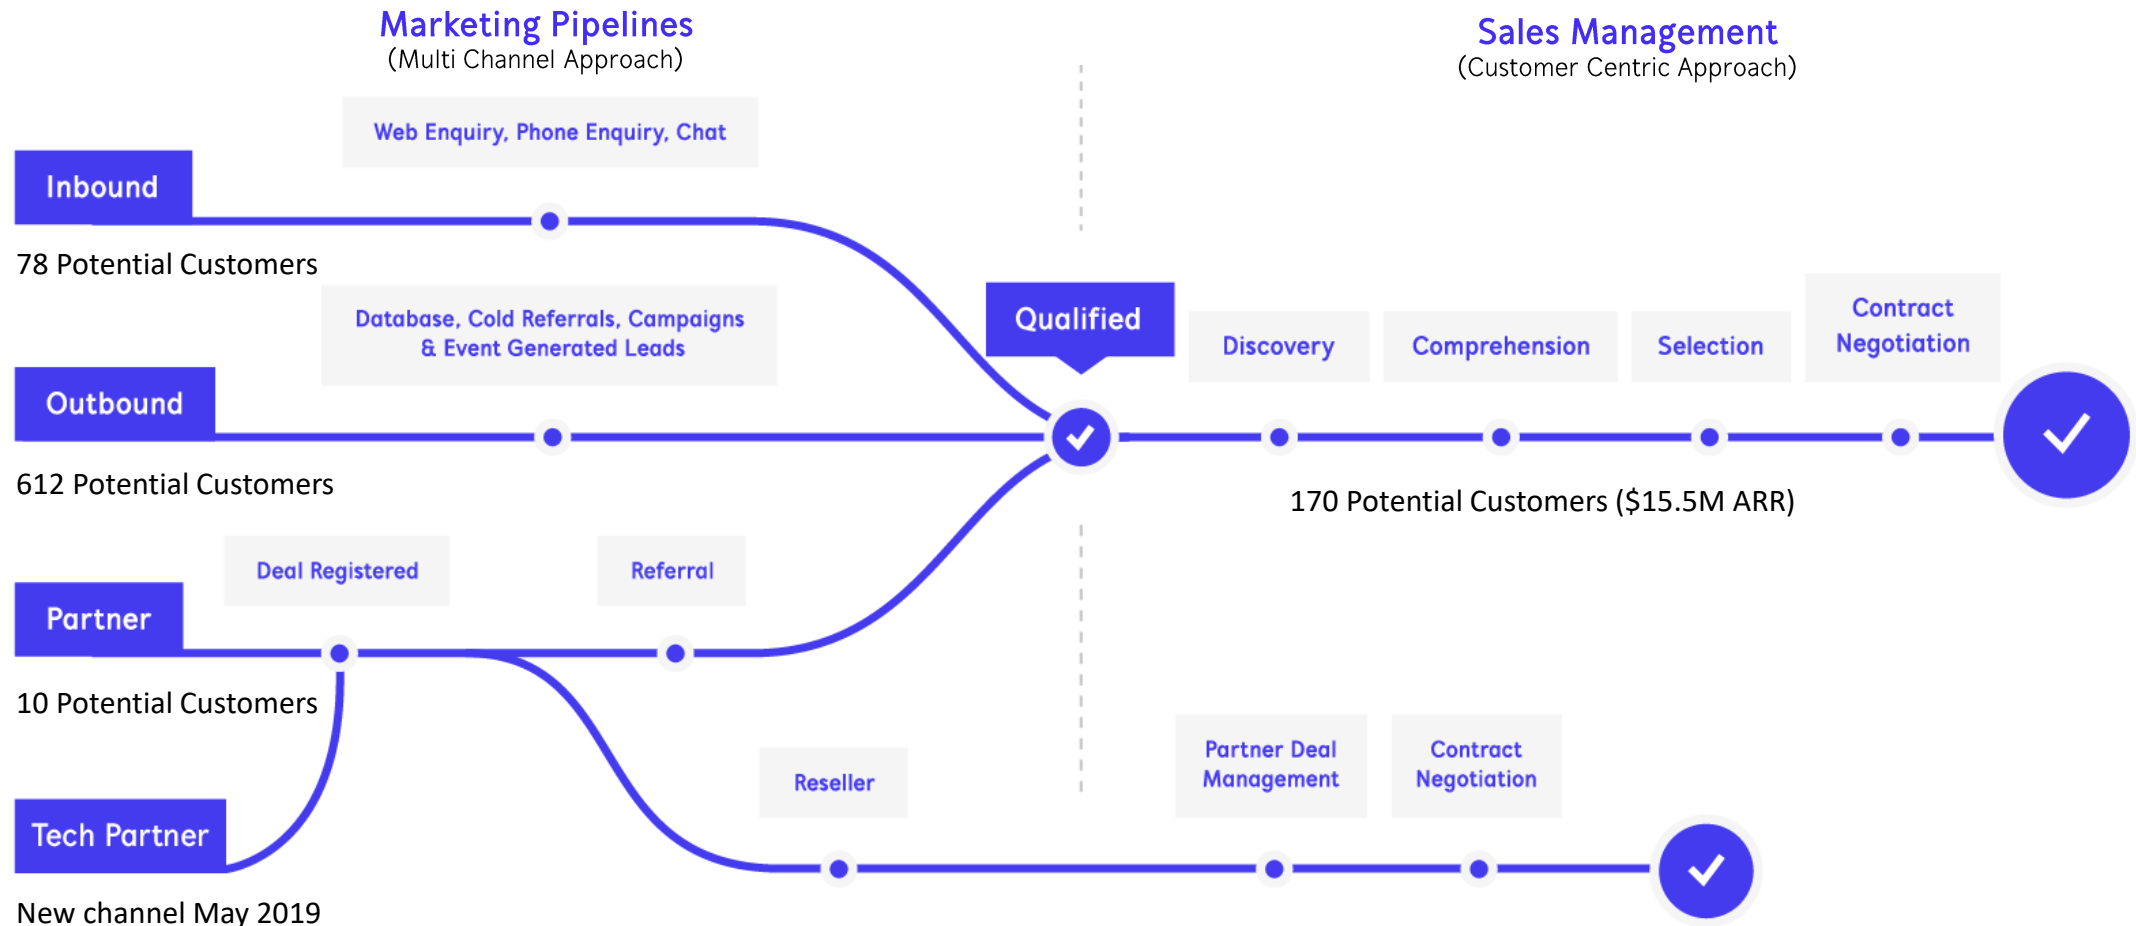 Marketing Pipelines
(Multi Channel Approach)
Sales Management
(Customer Centric Approach)
Web Enquiry, Phone Enquiry, Chat
Inbound
78 Potential Customers
Database, Cold Referrals, Campaigns
& Event Generated Leads
Outbound
612 Potential Customers
Qualified
Discovery
Comprehension
Selection
Contract
Negotiation
170 Potential Customers ($15.5M ARR)
Deal Registered
Referral
Partner
10 Potential Customers
Reseller
Partner Deal
Management
Contract
Negotiation
Tech Partner
New channel May 2019